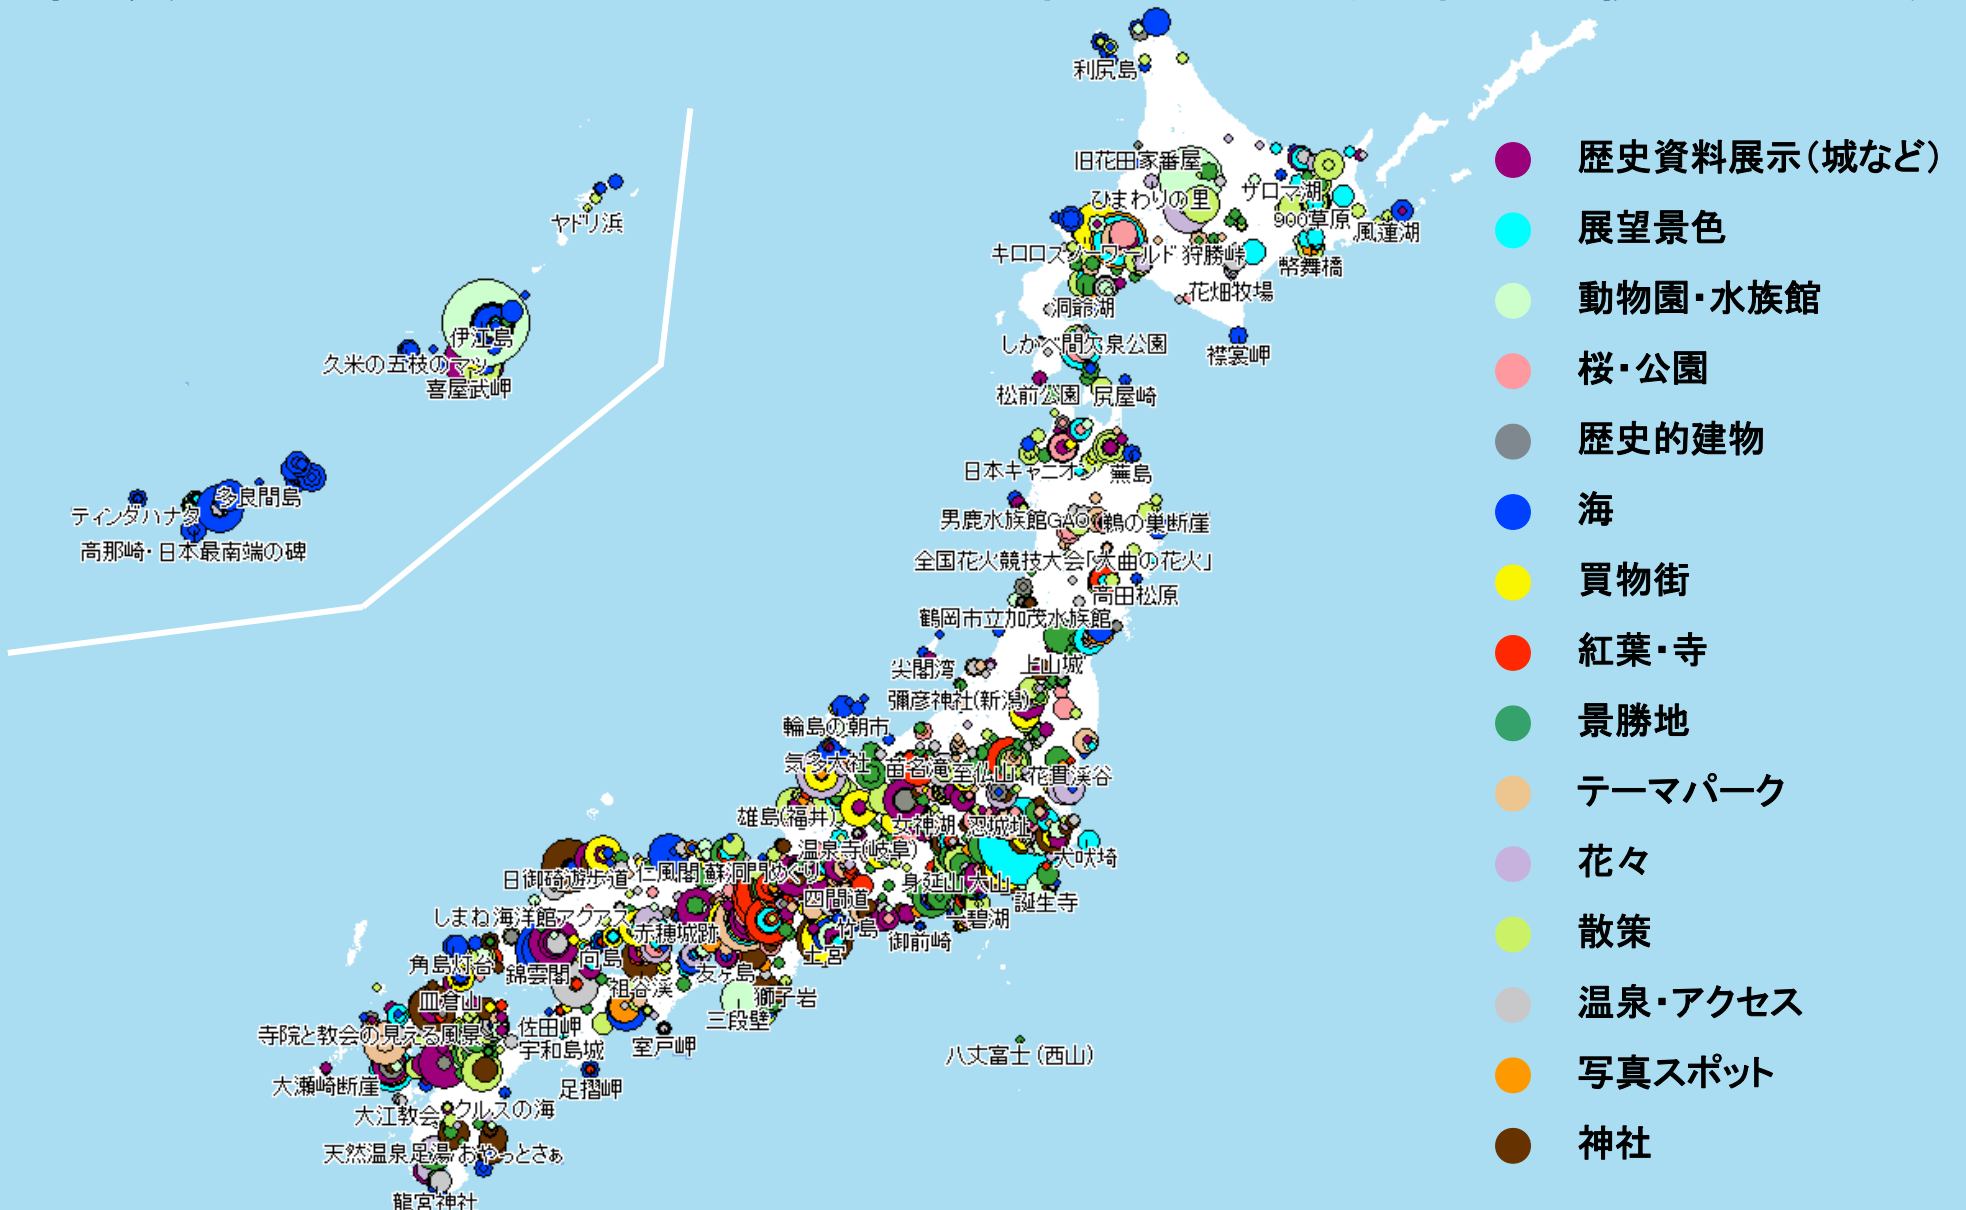 利尻島
旧花田家番屋
ひまわりの里
サロマ湖
900草原
風蓮湖
キロロスノーワールド
狩勝峠
幣舞橋
花畑牧場
洞爺湖
しかべ間欠泉公園
襟裳岬
松前公園
尻屋崎
日本キャニオン
蕪島
男鹿水族館GAO
鵜の巣断崖
全国花火競技大会「大曲の花火」
高田松原
鶴岡市立加茂水族館
尖閣湾
上山城
彌彦神社(新潟)
輪島の朝市
気多大社
苗名滝
至仏山
花貫渓谷
雄島(福井)
女神湖
忍城址
温泉寺(岐阜)
犬吠埼
日御碕遊歩道
仁風閣
蘇洞門めぐり
四間道
身延山
大山
誕生寺
しまね海洋館アクアス
赤穂城跡
竹島
御前崎
一碧湖
角島灯台
錦雲閣
向島
祖谷渓
友ヶ島
土宮
獅子岩
三段壁
皿倉山
寺院と教会の見える風景
佐田岬
宇和島城
室戸岬
八丈富士(西山)
大瀬崎断崖
足摺岬
大江教会
クルスの海
天然温泉足湯 おやっとさぁ
龍宮神社
ヤドリ浜
伊江島
久米の五枝のマツ
喜屋武岬
多良間島
ティンダハナタ
高那崎・日本最南端の碑
歴史資料展示(城など)
展望景色
動物園・水族館
桜・公園
歴史的建物
海
買物街
紅葉・寺
景勝地
テーマパーク
花々
散策
温泉・アクセス
写真スポット
神社